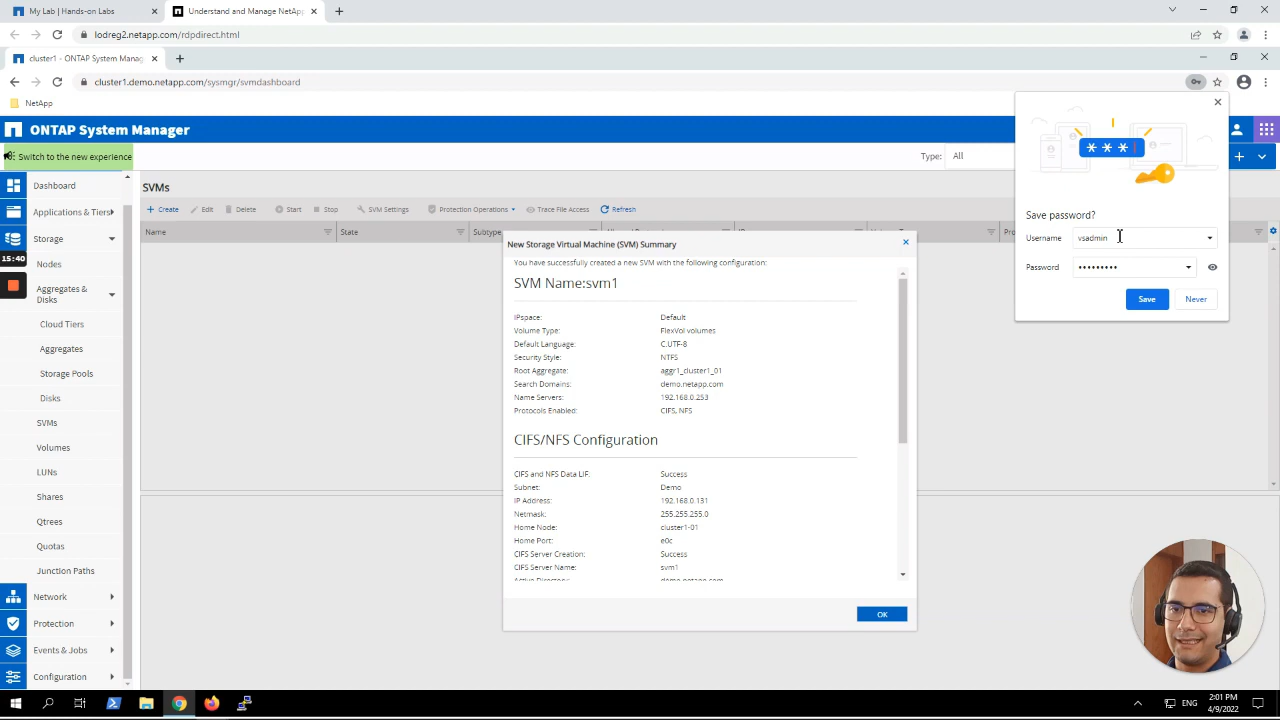 My Lab | Hands-on Labs
Understand and Manage NetApp
lodreg2.netapp.com/rdpdirect.html
cluster1 - ONTAP System Manager
cluster1.demo.netapp.com/sysmgr/svmdashboard
NetApp
ONTAP System Manager
Switch to the new experience
Type: All
Dashboard
Applications & Tiers
Storage
Nodes
Aggregates &
Disks
Cloud Tiers
Aggregates
Storage Pools
Disks
SVMs
Volumes
LUNs
Shares
Qtrees
Quotas
Junction Paths
Network
Protection
Events & Jobs
Configuration
15:40
SVMs
Create Edit Delete Start Stop SVM Settings Protection Operations Trace File Access Refresh
Name State Subtype
New Storage Virtual Machine (SVM) Summary
You have successfully created a new SVM with the following configuration:
SVM Name:svm1
IPspace: Default
Volume Type: FlexVol volumes
Default Language: C.UTF-8
Security Style: NTFS
Root Aggregate: aggr1_cluster1_01
Search Domains: demo.netapp.com
Name Servers: 192.168.0.253
Protocols Enabled: CIFS, NFS
CIFS/NFS Configuration
CIFS and NFS Data LIF: Success
Subnet: Demo
IP Address: 192.168.0.131
Netmask: 255.255.255.0
Home Node: cluster1-01
Home Port: e0c
CIFS Server Creation: Success
CIFS Server Name: svm1
Active Directory: demo.netapp.com
OK
Save password?
Username vsadmin
Password •••••••••
Save Never
ENG
2:01 PM
4/9/2022